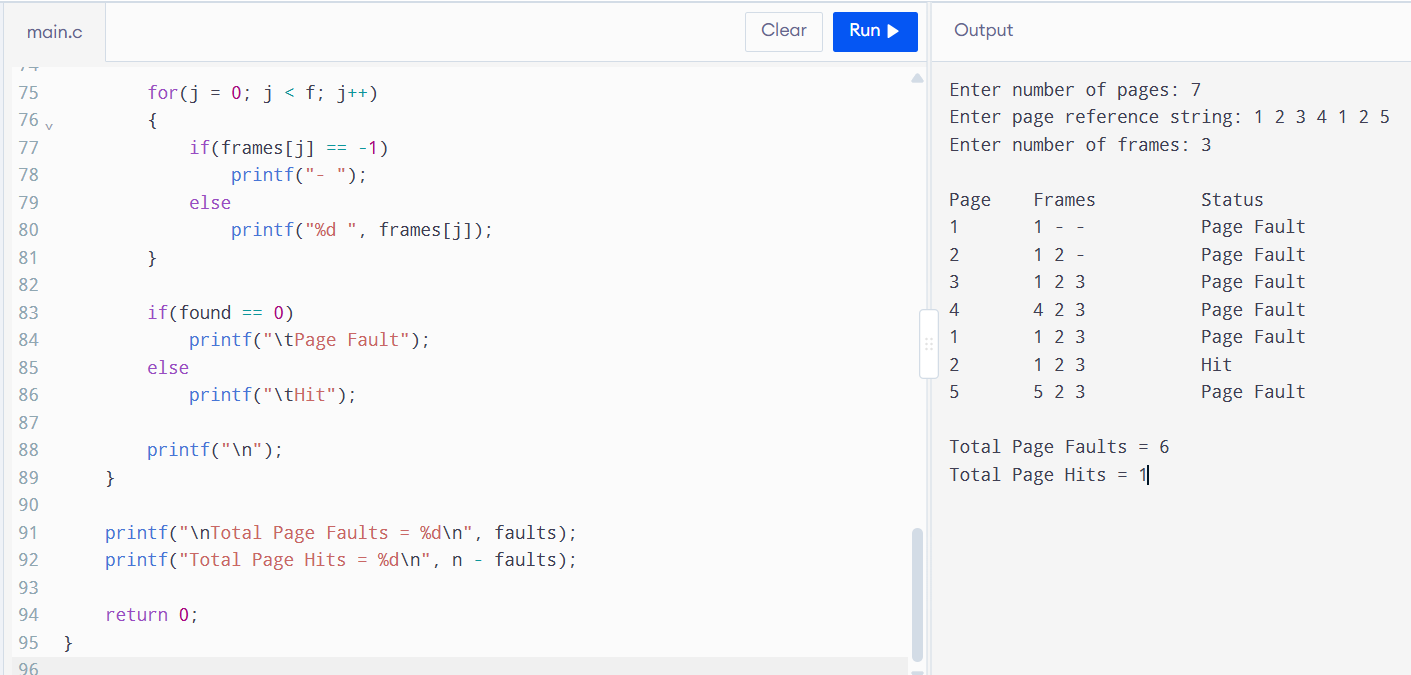 main.c
Clear
Run
75 for(j = 0; j < f; j++)
76 {
77 if(frames[j] == -1)
78 printf("- ");
79 else
80 printf("%d ", frames[j]);
81 }
82
83 if(found == 0)
84 printf("\tPage Fault");
85 else
86 printf("\tHit");
87
88 printf("\n");
89 }
90
91 printf("\nTotal Page Faults = %d\n", faults);
92 printf("Total Page Hits = %d\n", n - faults);
93
94 return 0;
95 }
96
Output
Enter number of pages: 7
Enter page reference string: 1 2 3 4 1 2 5
Enter number of frames: 3
Page Frames Status
1 1 - - Page Fault
2 1 2 - Page Fault
3 1 2 3 Page Fault
4 4 2 3 Page Fault
1 1 2 3 Page Fault
2 1 2 3 Hit
5 5 2 3 Page Fault
Total Page Faults = 6
Total Page Hits = 1